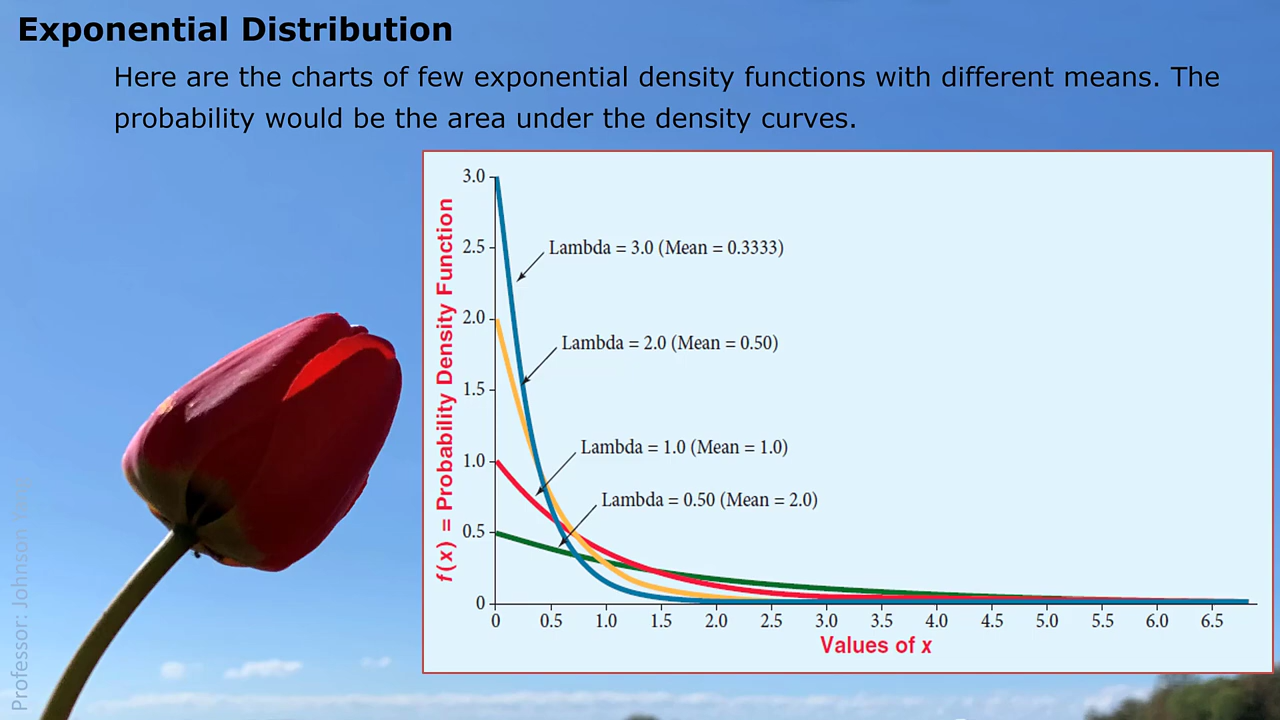 Exponential Distribution
Here are the charts of few exponential density functions with different means. The
probability would be the area under the density curves.
3.0
2.5
2.0
1.5
1.0
0.5
0
f(x) = Probability Density Function
Lambda = 3.0 (Mean = 0.3333)
Lambda = 2.0 (Mean = 0.50)
Lambda = 1.0 (Mean = 1.0)
Lambda = 0.50 (Mean = 2.0)
0 0.5 1.0 1.5 2.0 2.5 3.0 3.5 4.0 4.5 5.0 5.5 6.0 6.5
Values of x
Professor: Johnson